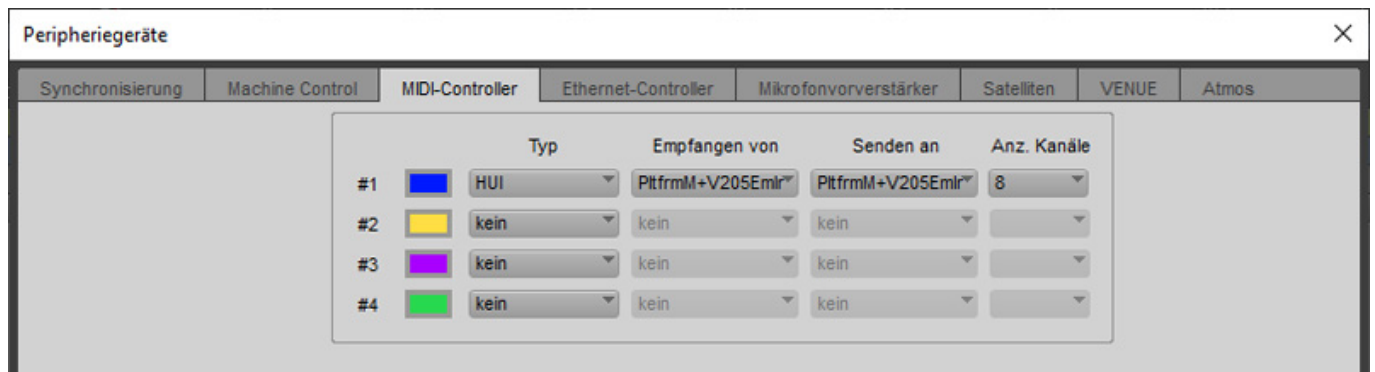 Peripheriegeräte
Synchronisierung Machine Control MIDI-Controller Ethernet-Controller Mikrofonvorverstärker Satelliten VENUE Atmos
Typ Empfangen von Senden an Anz. Kanäle
#1 HUI PltfrmM+V205Emlr PltfrmM+V205Emlr 8
#2 kein kein kein
#3 kein kein kein
#4 kein kein kein